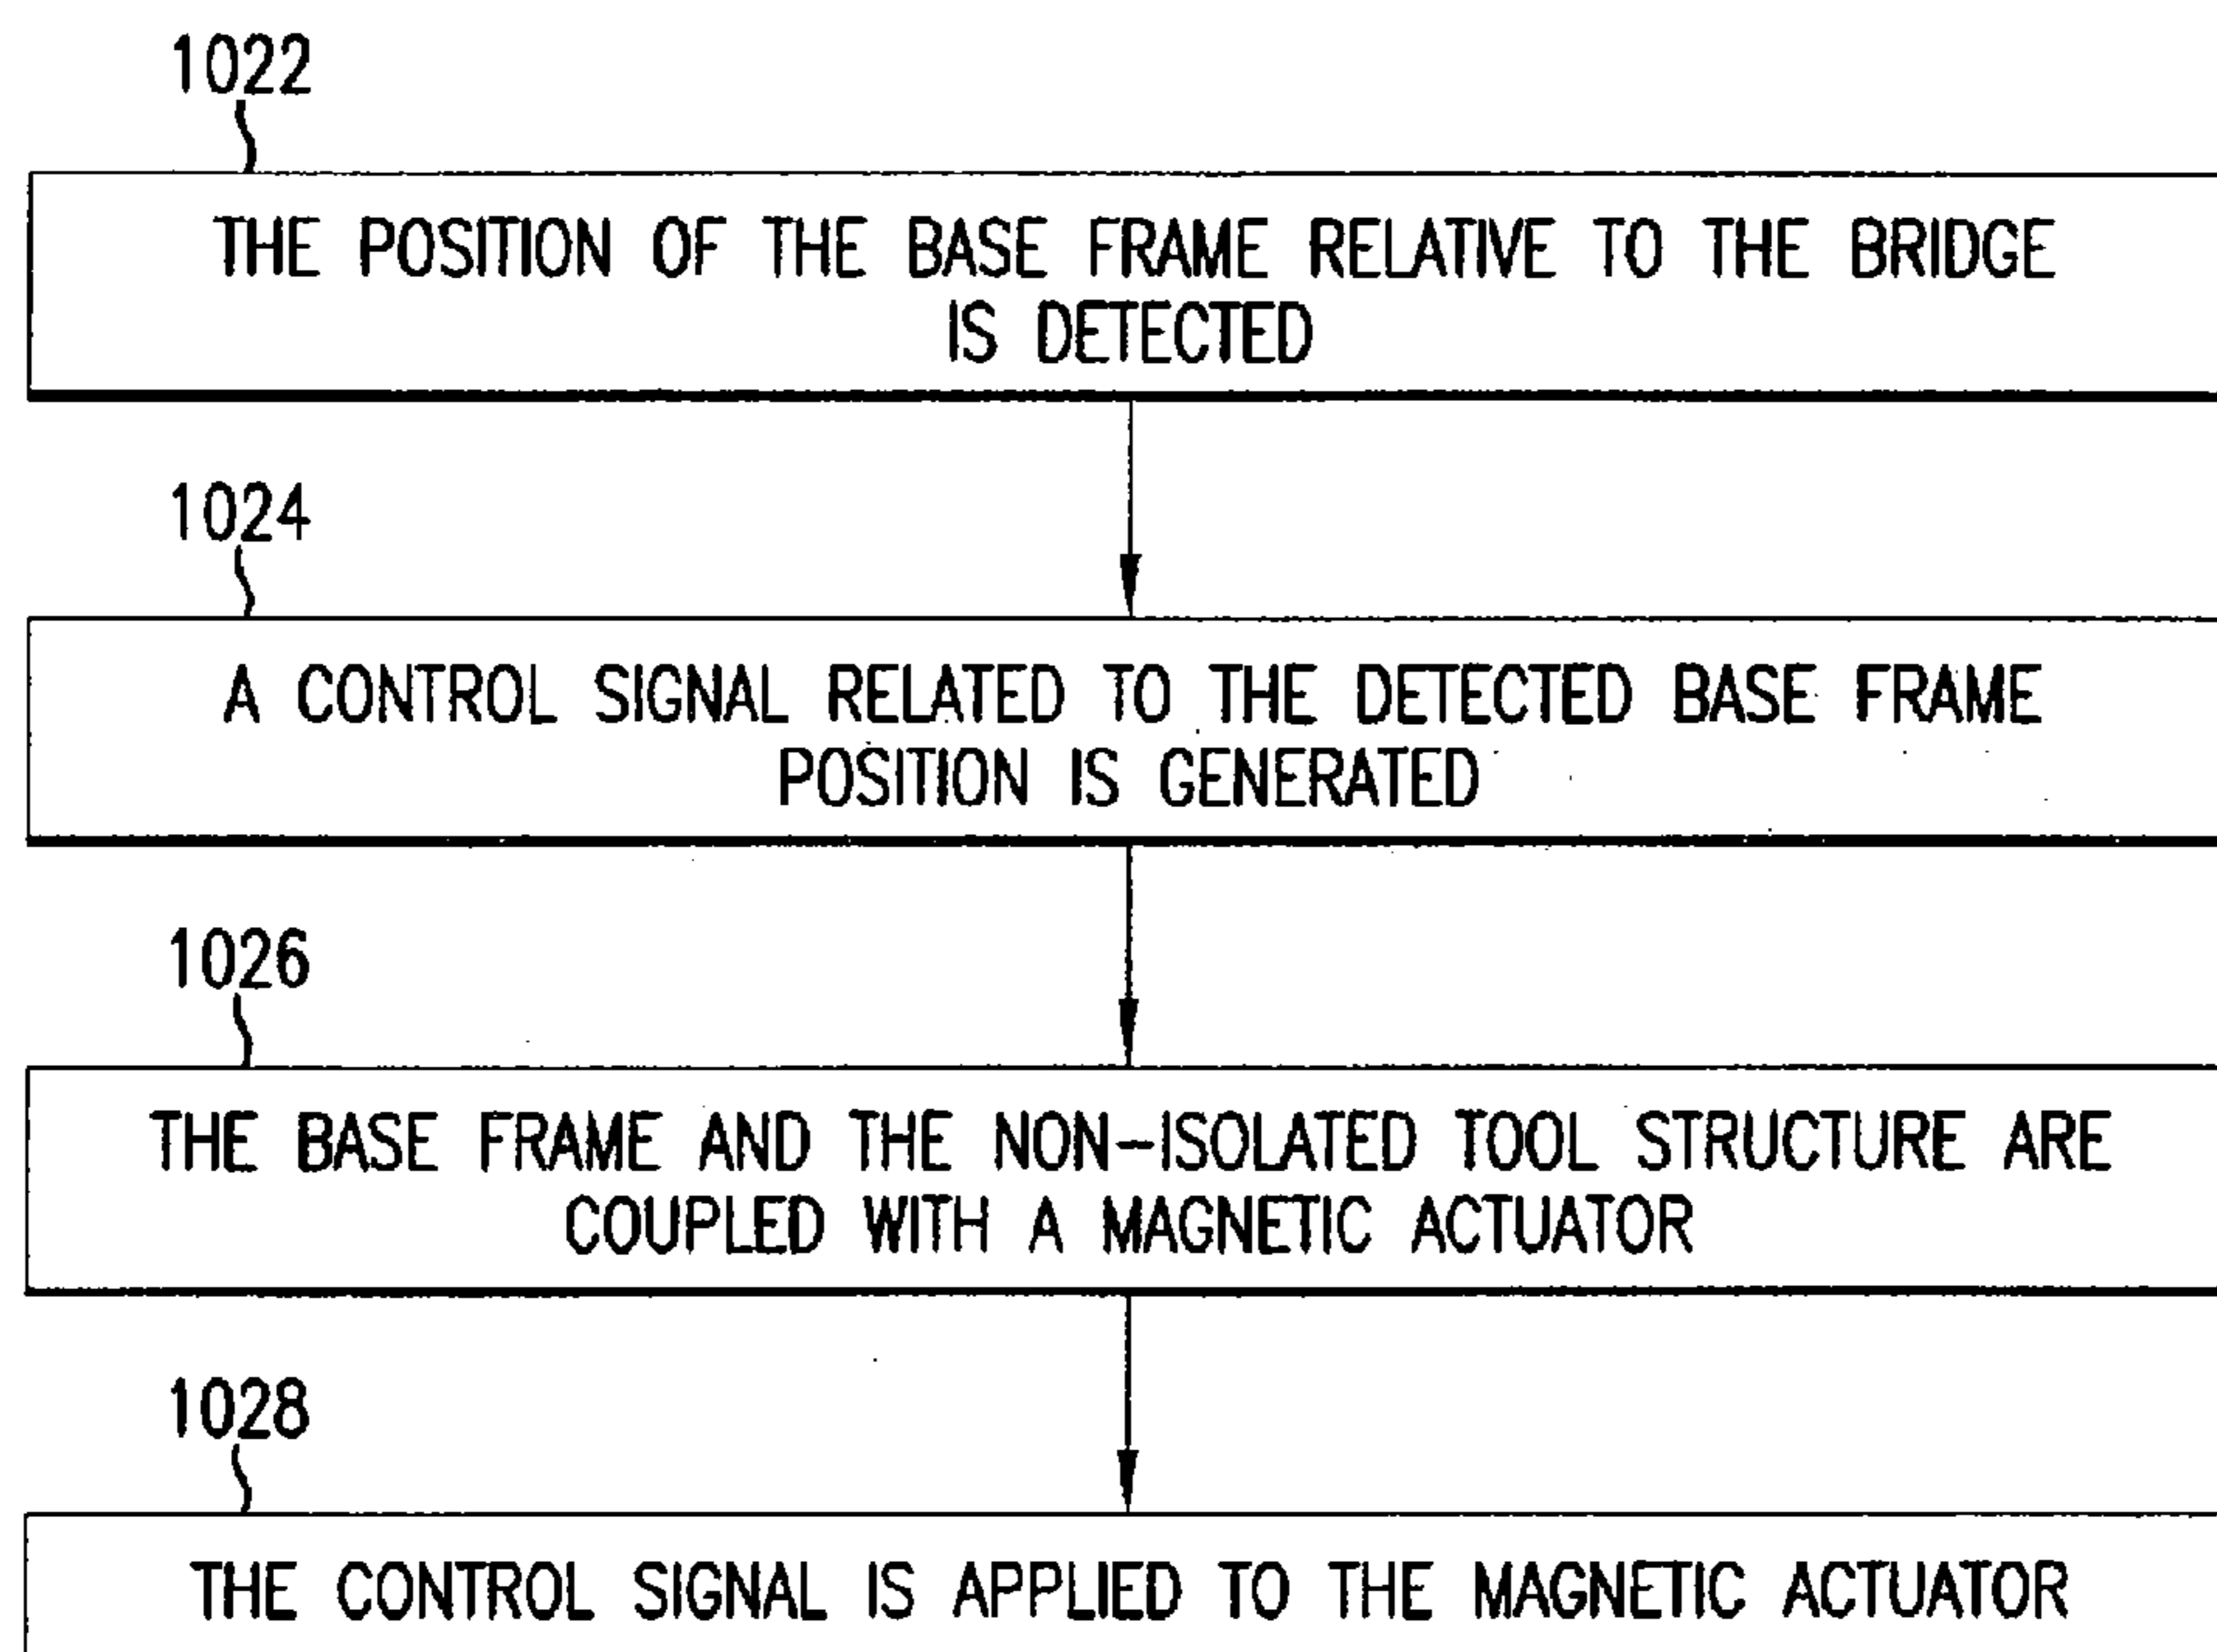 1022
THE POSITION OF THE BASE FRAME RELATIVE TO THE BRIDGE
IS DETECTED
1024
A CONTROL SIGNAL RELATED TO THE DETECTED BASE FRAME
POSITION IS GENERATED
1026
THE BASE FRAME AND THE NON-ISOLATED TOOL STRUCTURE ARE
COUPLED WITH A MAGNETIC ACTUATOR
1028
THE CONTROL SIGNAL IS APPLIED TO THE MAGNETIC ACTUATOR